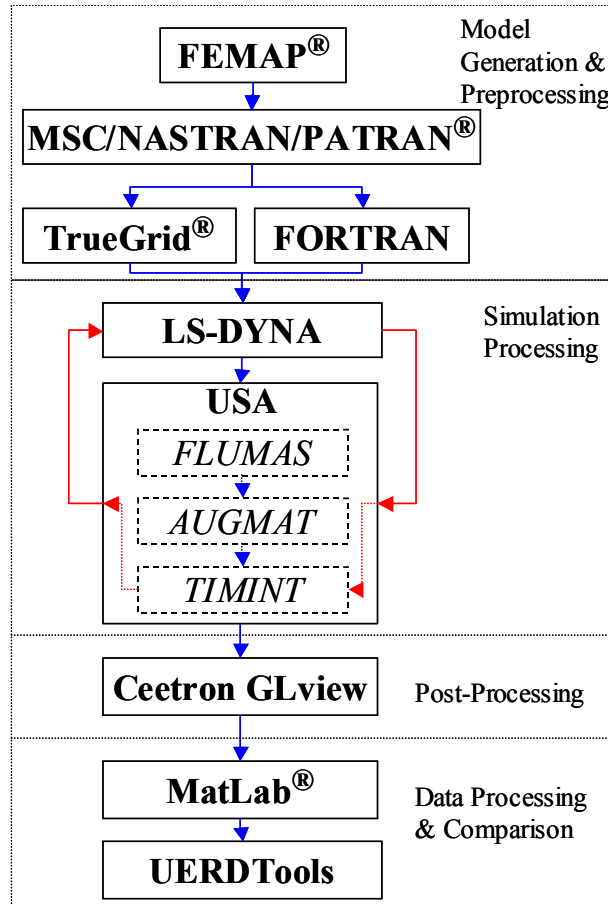 Model
Generation &
Preprocessing
FEMAP®
MSC/NASTRAN/PATRAN®
TrueGrid®
FORTRAN
LS-DYNA
Simulation
Processing
USA
FLUMAS
AUGMAT
TIMINT
Ceetron GLview
Post-Processing
MatLab®
Data Processing
& Comparison
UERDTools